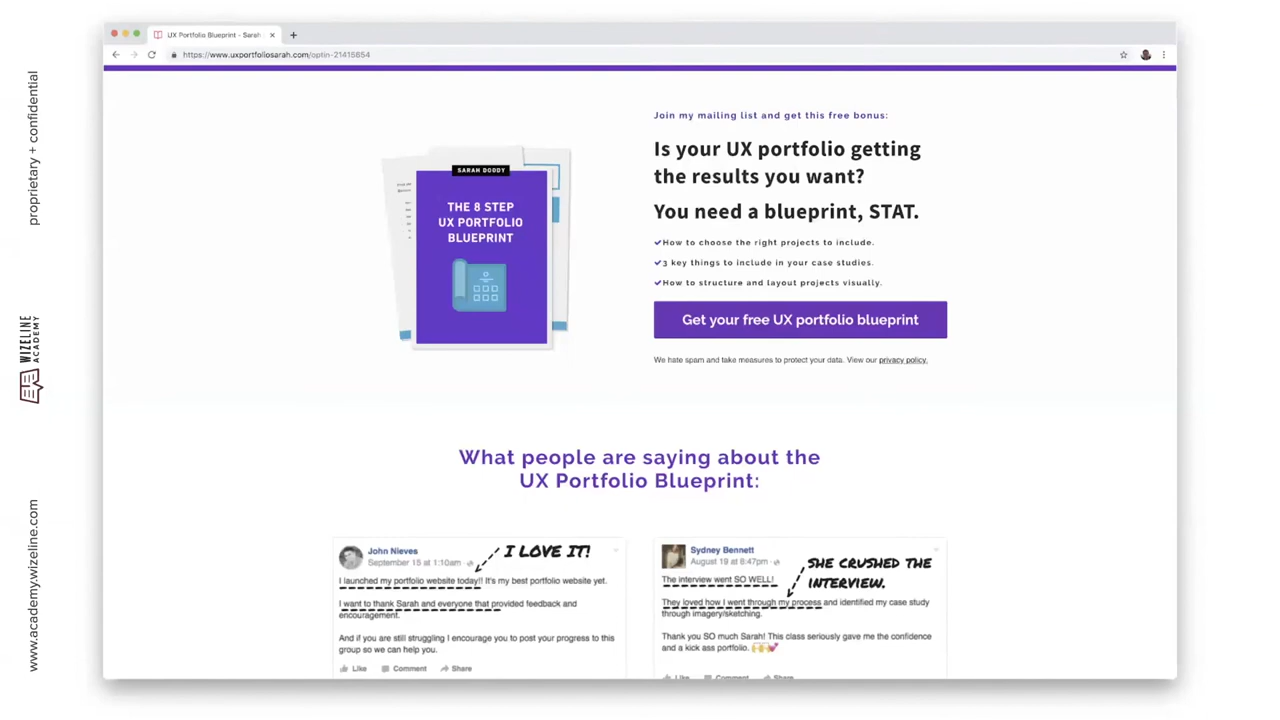 proprietary + confidential
WIZELINE
ACADEMY
www.academywizeline.com
UX Portfolio Blueprint - Sarah
https://www.uxportfoliosarah.com/optin-21415654
SARAH DOODY
THE 8 STEP
UX PORTFOLIO
BLUEPRINT
Join my mailing list and get this free bonus:
Is your UX portfolio getting
the results you want?
You need a blueprint, STAT.
How to choose the right projects to include.
3 key things to include in your case studies.
How to structure and layout projects visually.
Get your free UX portfolio blueprint
We hate spam and take measures to protect your data. View our privacy policy.
What people are saying about the
UX Portfolio Blueprint:
John Nieves
September 15 at 1:10am
I LOVE IT!
I launched my portfolio website today!! It's my best portfolio website yet.
I want to thank Sarah and everyone that provided feedback and
encouragement.
And if you are still struggling I encourage you to post your progress to this
group so we can help you.
Like Comment Share
Sydney Bennett
August 19 at 8:47pm
SHE CRUSHED THE
INTERVIEW.
The interview went SO WELL!
They loved how I went through my process and identified my case study
through imagery/sketching.
Thank you SO much Sarah! This class seriously gave me the confidence
and a kick ass portfolio. 🙌💕
Like Comment Share